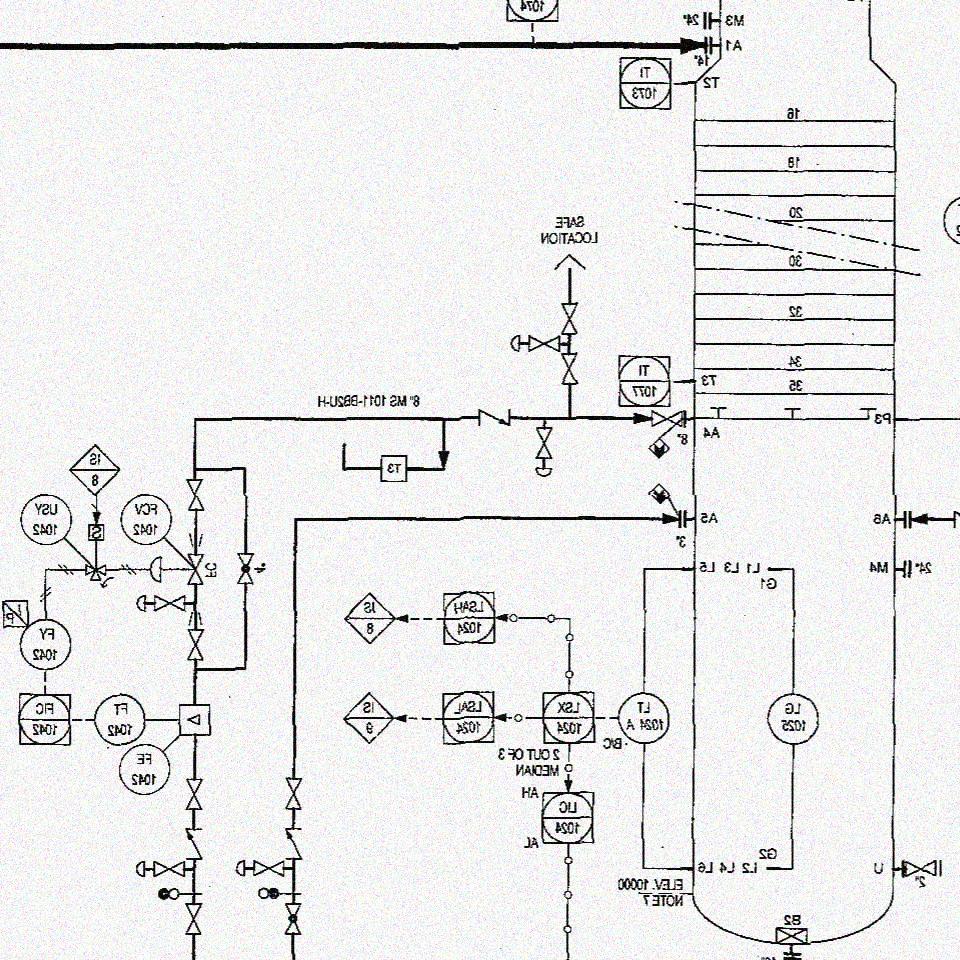 1074
M3 24"
A1
14"
TI
1073
T2
16
18
20
30
32
34
35
SAFE
LOCATION
TI
1077
T3
8" MS 1011-BB2U-H
8"
A4
P3
T3
IS
8
USY
1042
FCV
1042
IS
FC
4"
A5
3"
A6
M4 24"
L5 L3 L1
G1
IS
8
LSAH
1024
FY
1042
FIC
1042
FT
1042
FE
1042
IS
9
LSAL
1024
LSX
1024
LT
1024 A
B/C
LG
1025
2 OUT OF 3
MEDIAN
AH
LIC
1024
AL
G2
L6 L4 L2
ELEV. 10000
NOTE 7
U
2"
B2